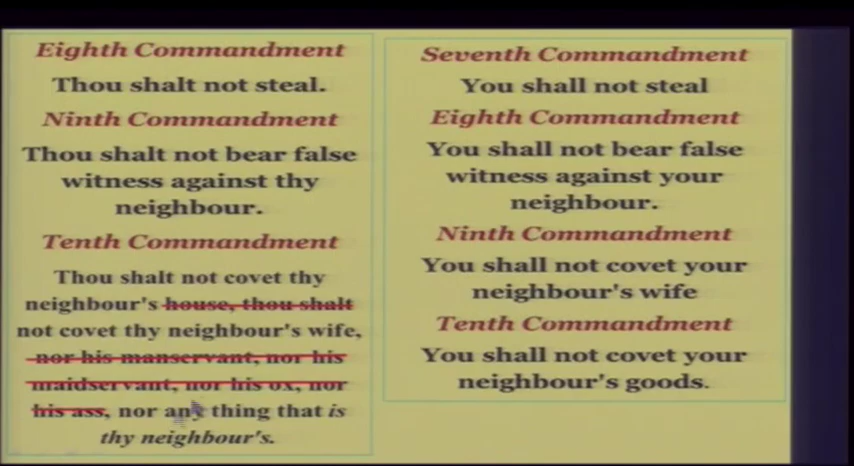 Eighth Commandment
Thou shalt not steal.
Ninth Commandment
Thou shalt not bear false
witness against thy
neighbour.
Tenth Commandment
Thou shalt not covet thy
neighbour's house, thou shalt
not covet thy neighbour's wife,
nor his manservant, nor his
maidservant, nor his ox, nor
his ass, nor any thing that is
thy neighbour's.
Seventh Commandment
You shall not steal
Eighth Commandment
You shall not bear false
witness against your
neighbour.
Ninth Commandment
You shall not covet your
neighbour's wife
Tenth Commandment
You shall not covet your
neighbour's goods.